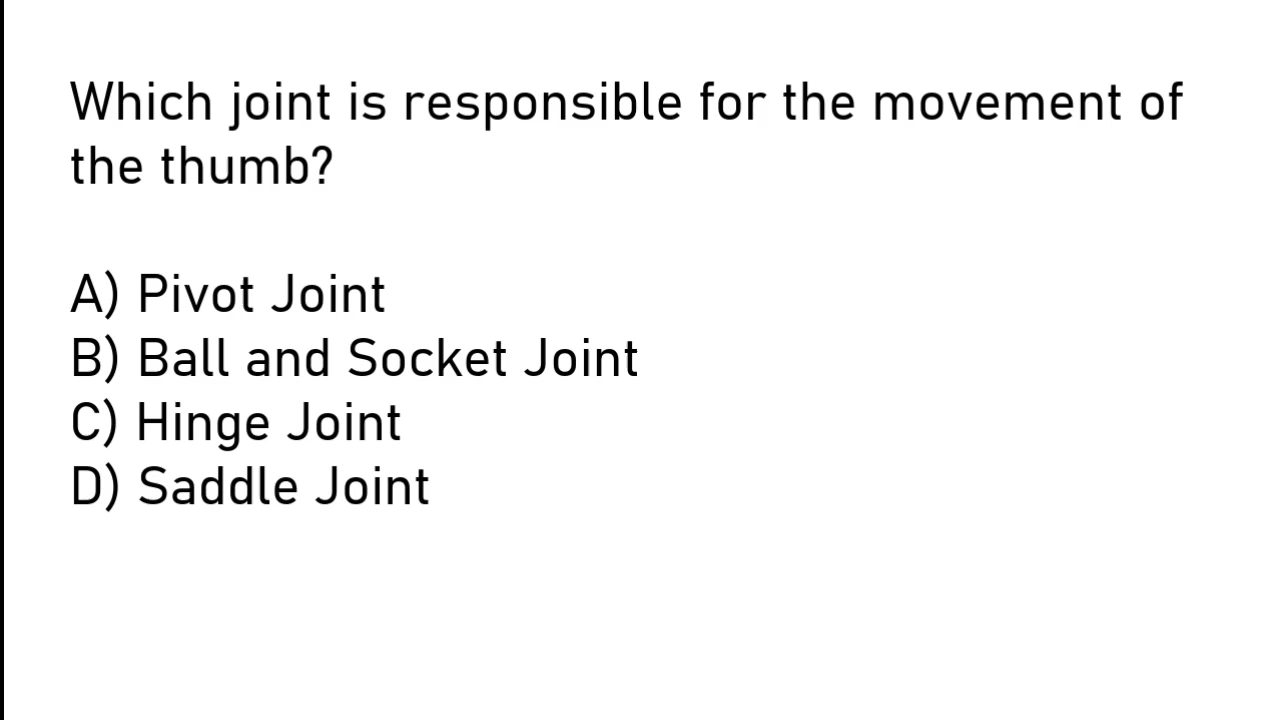 Which joint is responsible for the movement of
the thumb?
A) Pivot Joint
B) Ball and Socket Joint
C) Hinge Joint
D) Saddle Joint